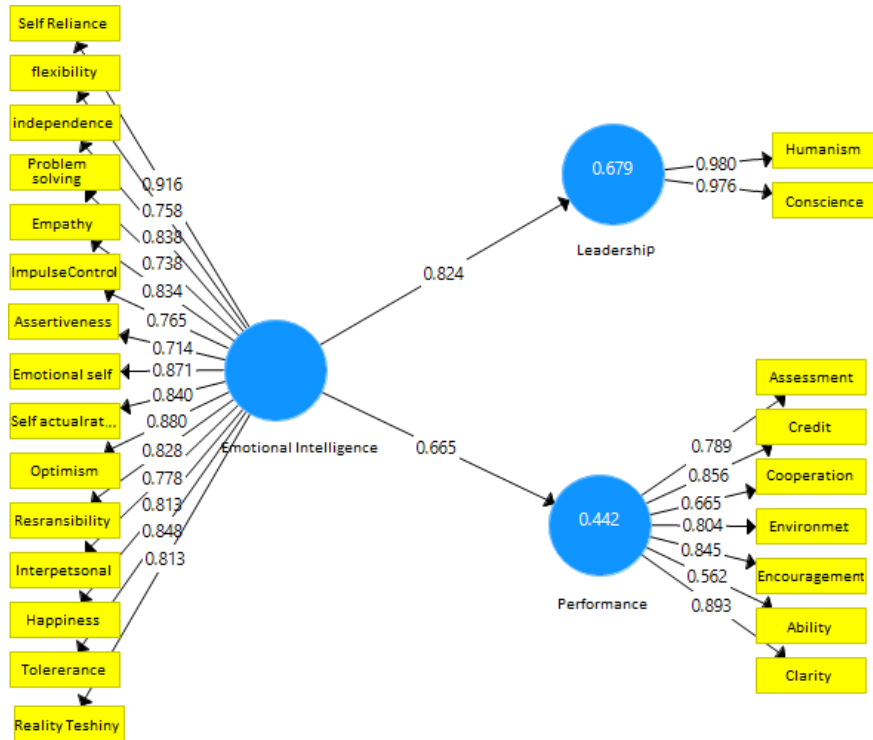 Self Reliance
flexibility
independence
Problem
solving
Empathy
ImpulseControl
Assertiveness
Emotional self
Self actualrat...
Optimism
Resransibility
Interpetsonal
Happiness
Tolererance
Reality Teshiny
0.916
0.758
0.838
0.738
0.834
0.765
0.714
0.871
0.840
0.880
0.828
0.778
0.813
0.848
0.813
Emotional Intelligence
0.824
0.665
0.679
Leadership
0.980
0.976
Humanism
Conscience
0.442
Performance
0.789
0.856
0.665
0.804
0.845
0.562
0.893
Assessment
Credit
Cooperation
Environmet
Encouragement
Ability
Clarity